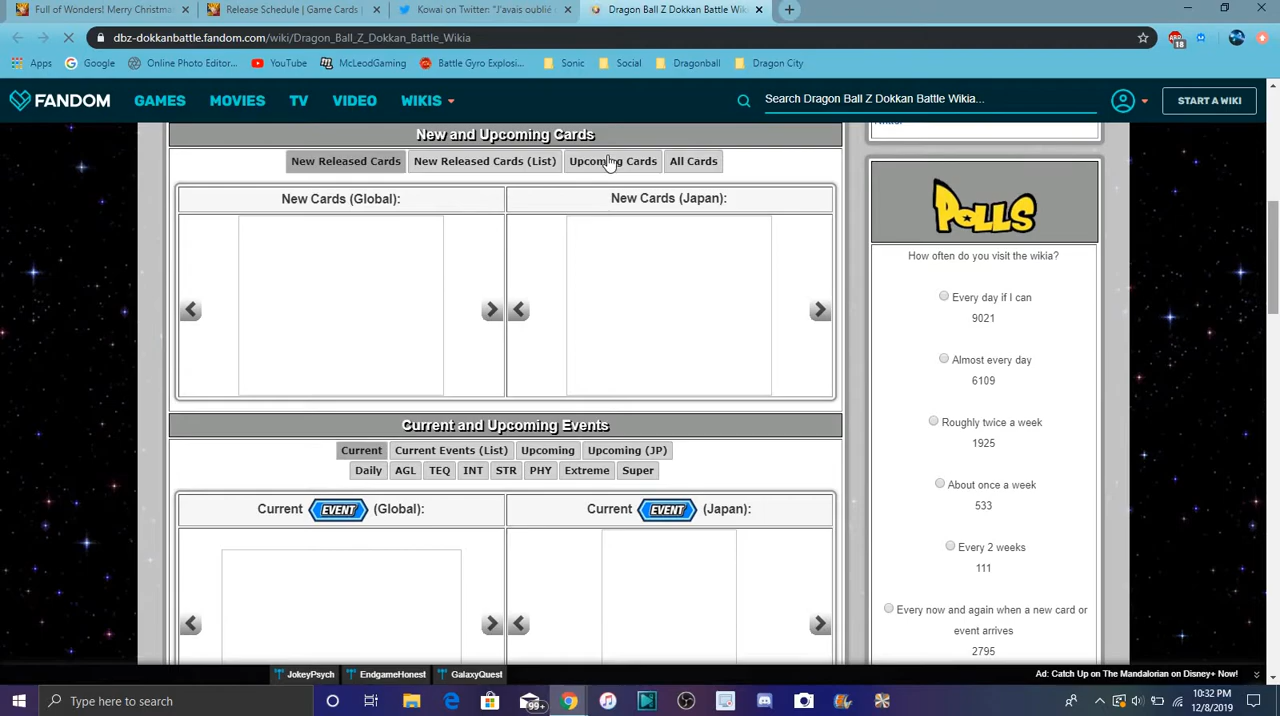 Full of Wolves! Merry Christma
Release Schedule | Game Cards |
Kowai on Twitter: "J'avais oublié
Dragon Ball Z Dokkan Battle Wik
dbz-dokkanbattle.fandom.com/wiki/Dragon_Ball_Z_Dokkan_Battle_Wikia
18
Apps
Google
Online Photo Editor...
YouTube
McLeodGaming
Battle Gyro Explosi...
Sonic
Social
Dragonball
Dragon City
FANDOM
GAMES
MOVIES
TV
VIDEO
WIKIS
Search Dragon Ball Z Dokkan Battle Wikia...
START A WIKI
New and Upcoming Cards
New Released Cards
New Released Cards (List)
Upcoming Cards
All Cards
New Cards (Global):
New Cards (Japan):
Current and Upcoming Events
Current
Current Events (List)
Upcoming
Upcoming (JP)
Daily
AGL
TEQ
INT
STR
PHY
Extreme
Super
Current EVENT (Global):
Current EVENT (Japan):
POLLS
How often do you visit the wikia?
Every day if I can
9021
Almost every day
6109
Roughly twice a week
1925
About once a week
533
Every 2 weeks
111
Every now and again when a new card or
event arrives
2795
JokeyPsych
EndgameHonest
GalaxyQuest
Ad: Catch Up on The Mandalorian on Disney+ Now!
Type here to search
99+
10:32 PM
12/8/2019